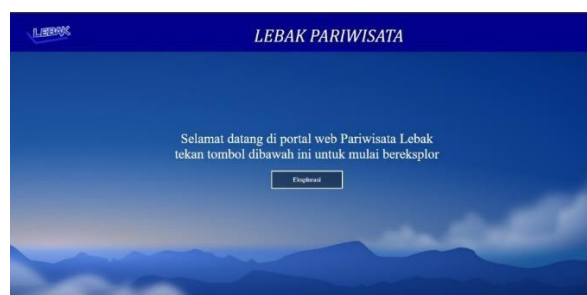 LEBAK
LEBAK PARIWISATA
Selamat datang di portal web Pariwisata Lebak
tekan tombol dibawah ini untuk mulai bereksplor
Eksplorasi